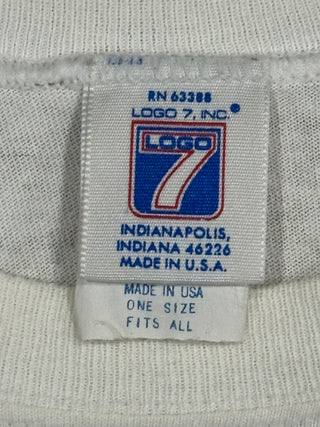 RN 63388
LOGO 7, INC.
LOGO
7
INDIANAPOLIS,
INDIANA 46226
MADE IN U.S.A.
MADE IN USA
ONE SIZE
FITS ALL